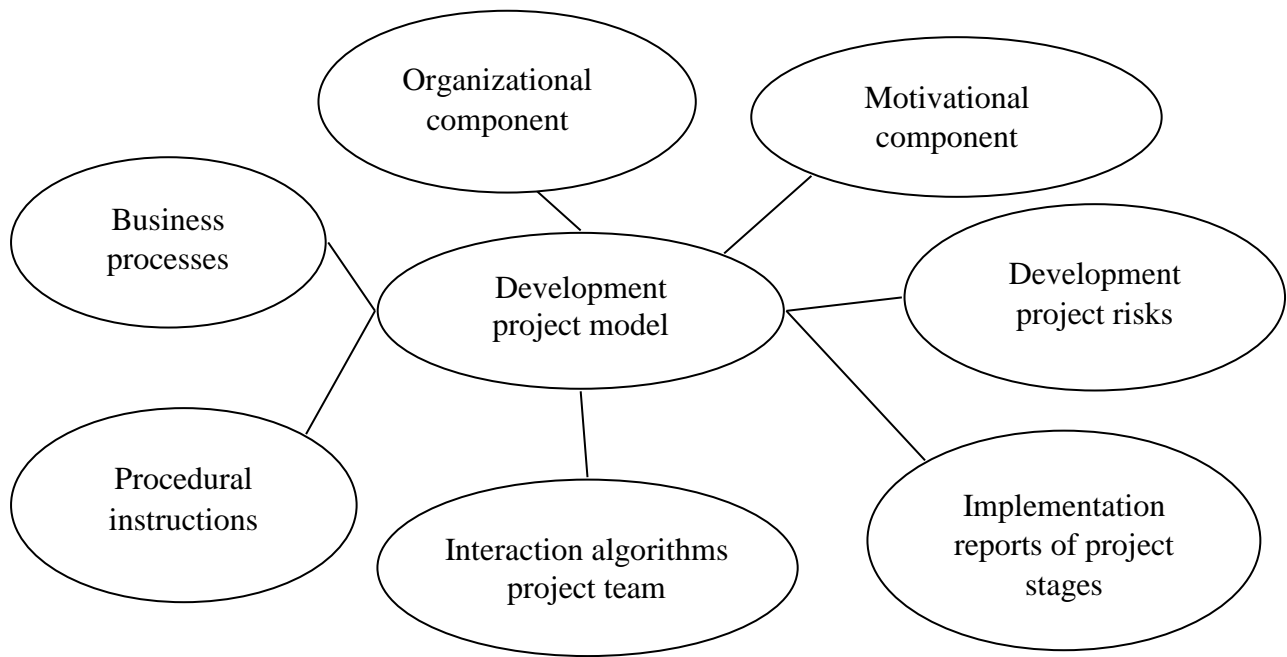 Organizational
component
Motivational
component
Business
processes
Development
project model
Development
project risks
Procedural
instructions
Interaction algorithms
project team
Implementation
reports of project
stages